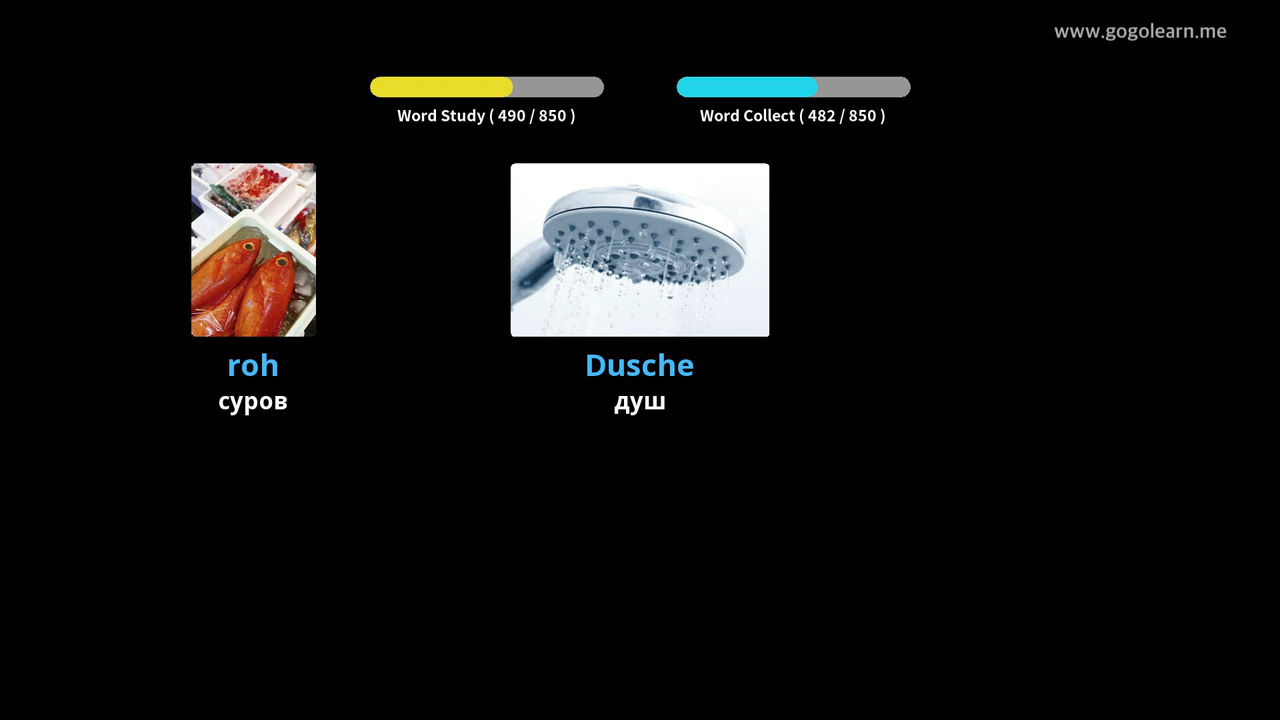 www.gogolearn.me
Word Study ( 490 / 850 )
Word Collect ( 482 / 850 )
roh
суров
Dusche
душ